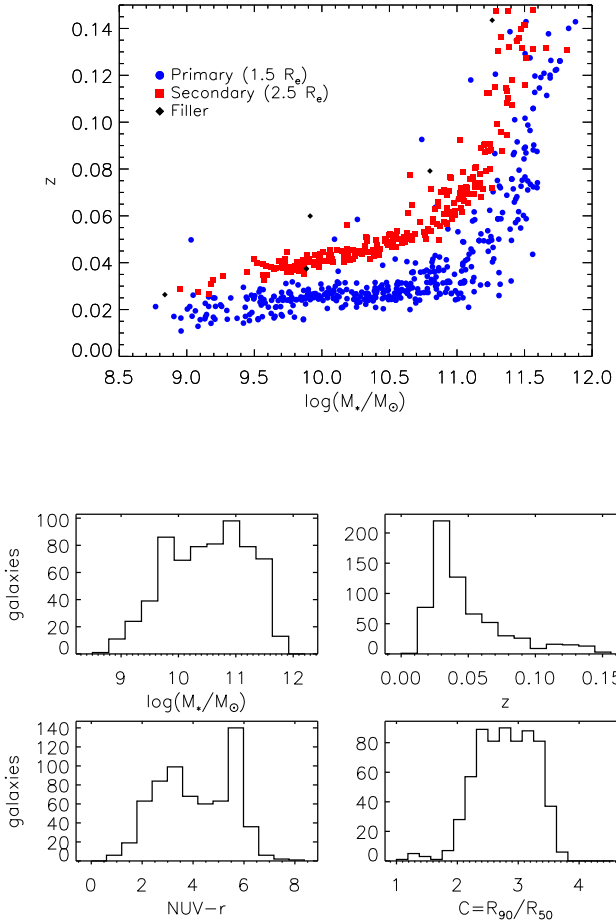 0.14
0.12
0.10
0.08
0.06
0.04
0.02
0.00
z
Primary (1.5 Rₑ)
Secondary (2.5 Rₑ)
Filler
8.5 9.0 9.5 10.0 10.5 11.0 11.5 12.0
log(M*/M⊙)
100
80
60
40
20
0
galaxies
9 10 11 12
log(M*/M⊙)
200
150
100
50
0
0.00 0.05 0.10 0.15
z
140
120
100
80
60
40
20
0
galaxies
0 2 4 6 8
NUV−r
80
60
40
20
0
1 2 3 4
C=R₉₀/R₅₀